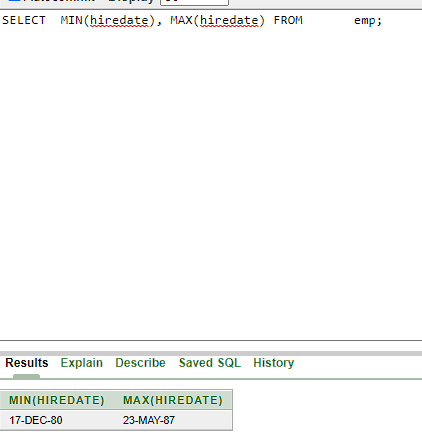 SELECT  MIN(hiredate), MAX(hiredate) FROM       emp;
Results Explain Describe Saved SQL History
MIN(HIREDATE) MAX(HIREDATE)
17-DEC-80 23-MAY-87